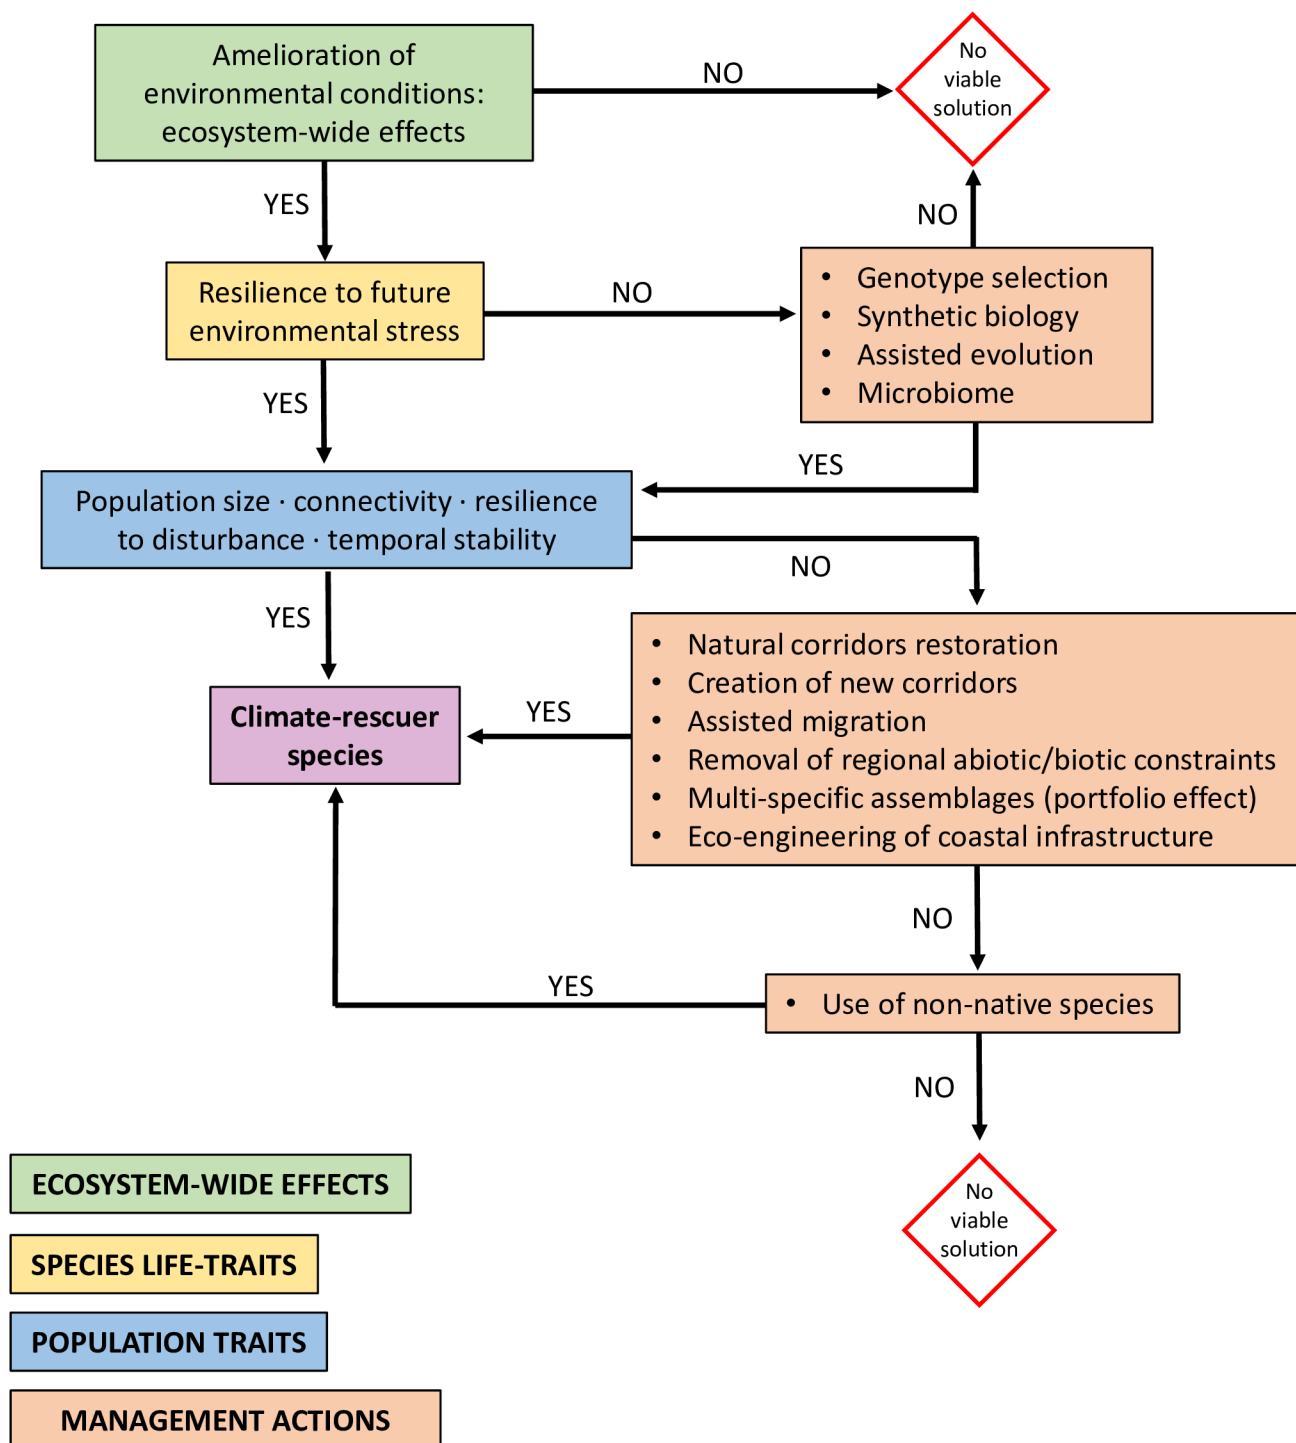 Amelioration of
environmental conditions:
ecosystem-wide effects
NO
No
viable
solution
YES
NO
Resilience to future
environmental stress
NO
• Genotype selection
• Synthetic biology
• Assisted evolution
• Microbiome
YES
YES
Population size · connectivity · resilience
to disturbance · temporal stability
NO
YES
• Natural corridors restoration
• Creation of new corridors
• Assisted migration
• Removal of regional abiotic/biotic constraints
• Multi-specific assemblages (portfolio effect)
• Eco-engineering of coastal infrastructure
YES
Climate-rescuer
species
NO
YES
• Use of non-native species
NO
No
viable
solution
ECOSYSTEM-WIDE EFFECTS
SPECIES LIFE-TRAITS
POPULATION TRAITS
MANAGEMENT ACTIONS